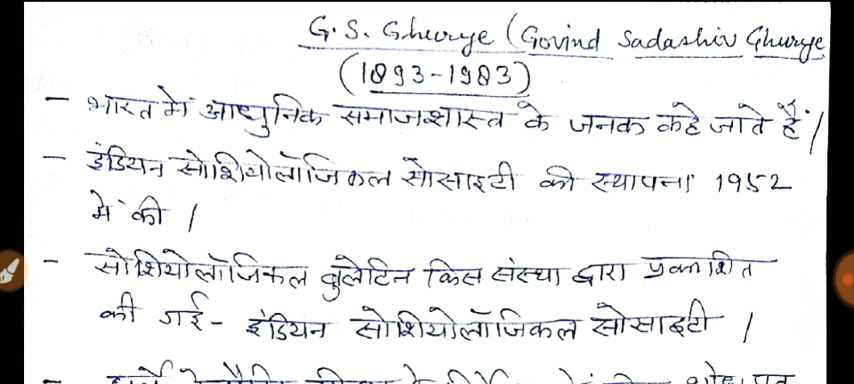 G. S. Ghurye (Govind Sadashiv Ghurye
(1893-1983)
- भारत में आधुनिक समाजशास्त्र के जनक कहे जाते हैं।
- इंडियन सोशियोलॉजिकल सोसाइटी की स्थापना 1952
में की।
- सोशियोलॉजिकल बुलेटिन किस संस्था द्वारा प्रकाशित
की गई- इंडियन सोशियोलॉजिकल सोसाइटी।